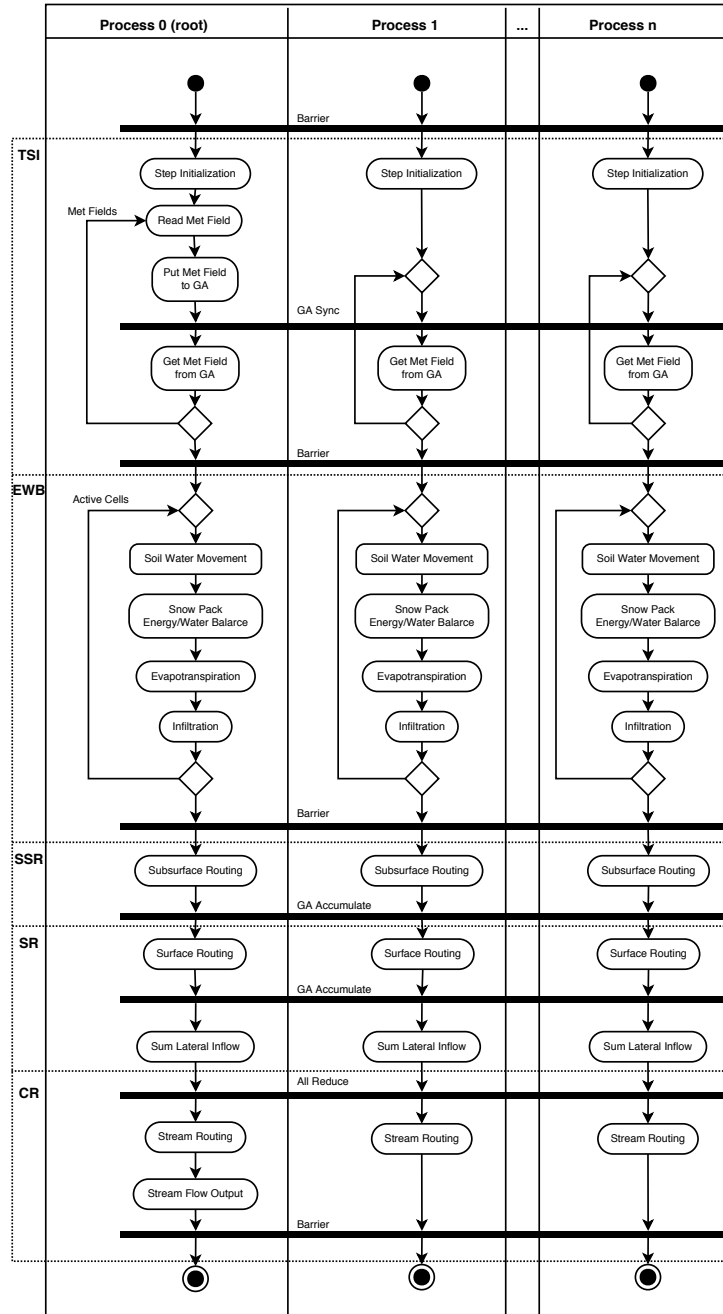 Process 0 (root) Process 1 ... Process n
Barrier
TSI
Step Initialization Step Initialization Step Initialization
Met Fields
Read Met Field
Put Met Field
to GA
GA Sync
Get Met Field Get Met Field Get Met Field
from GA from GA from GA
Barrier
EWB
Active Cells
Soil Water Movement Soil Water Movement Soil Water Movement
Snow Pack Snow Pack Snow Pack
Energy/Water Balarce Energy/Water Balarce Energy/Water Balarce
Evapotranspiration Evapotranspiration Evapotranspiration
Infiltration Infiltration Infiltration
Barrier
SSR
Subsurface Routing Subsurface Routing Subsurface Routing
GA Accumulate
SR
Surface Routing Surface Routing Surface Routing
GA Accumulate
Sum Lateral Inflow Sum Lateral Inflow Sum Lateral Inflow
All Reduce
CR
Stream Routing Stream Routing Stream Routing
Stream Flow Output
Barrier